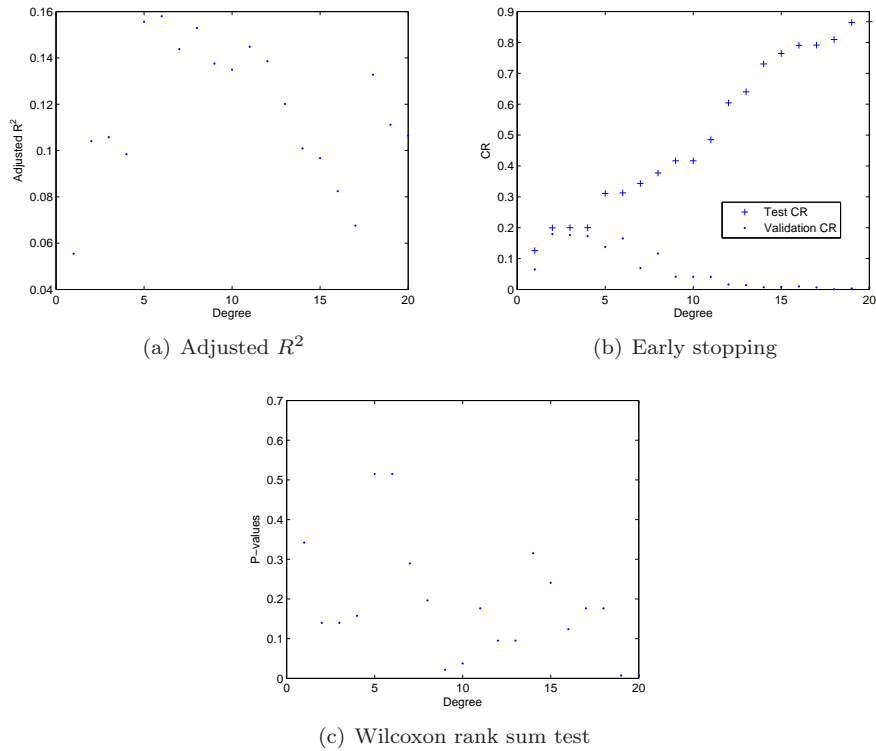 0.16
0.14
0.12
0.1
0.08
0.06
0.04
Adjusted R²
0 5 10 15 20
Degree
(a) Adjusted R²
0.9
0.8
0.7
0.6
0.5
0.4
0.3
0.2
0.1
0
CR
Test CR
Validation CR
0 5 10 15 20
Degree
(b) Early stopping
0.7
0.6
0.5
0.4
0.3
0.2
0.1
0
P−values
0 5 10 15 20
Degree
(c) Wilcoxon rank sum test